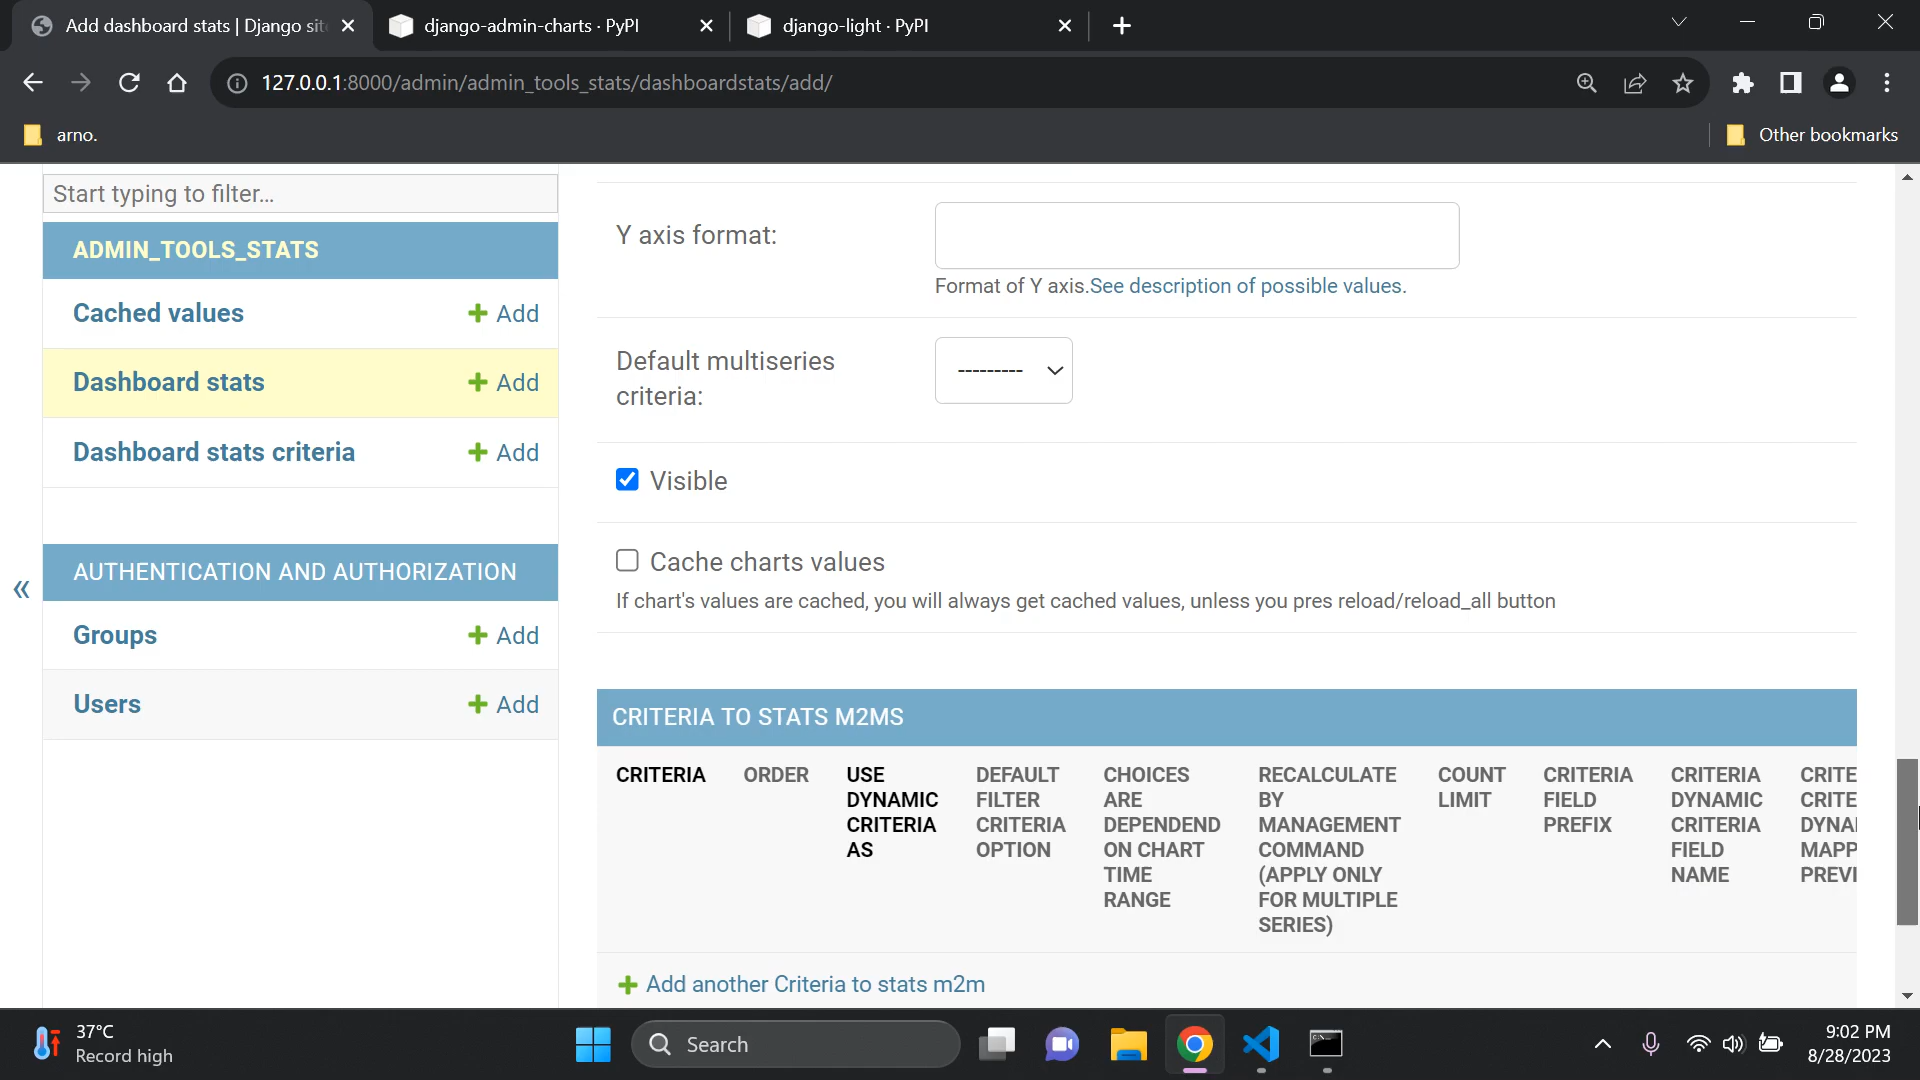 Add dashboard stats | Django sit
django-admin-charts · PyPI
django-light · PyPI
127.0.0.1:8000/admin/admin_tools_stats/dashboardstats/add/
arno.
Other bookmarks
Start typing to filter...
ADMIN_TOOLS_STATS
Cached values
Add
Dashboard stats
Add
Dashboard stats criteria
Add
AUTHENTICATION AND AUTHORIZATION
«
Groups
Add
Users
Add
Y axis format:
Format of Y axis.See description of possible values.
Default multiseries
criteria:
---------
Visible
Cache charts values
If chart's values are cached, you will always get cached values, unless you pres reload/reload_all button
CRITERIA TO STATS M2MS
CRITERIA
ORDER
USE
DYNAMIC
CRITERIA
AS
DEFAULT
FILTER
CRITERIA
OPTION
CHOICES
ARE
DEPENDEND
ON CHART
TIME
RANGE
RECALCULATE
BY
MANAGEMENT
COMMAND
(APPLY ONLY
FOR MULTIPLE
SERIES)
COUNT
LIMIT
CRITERIA
FIELD
PREFIX
CRITERIA
DYNAMIC
CRITERIA
FIELD
NAME
CRITE
CRITE
DYNA
MAPP
PREVI
Add another Criteria to stats m2m
37°C
Record high
Search
9:02 PM
8/28/2023